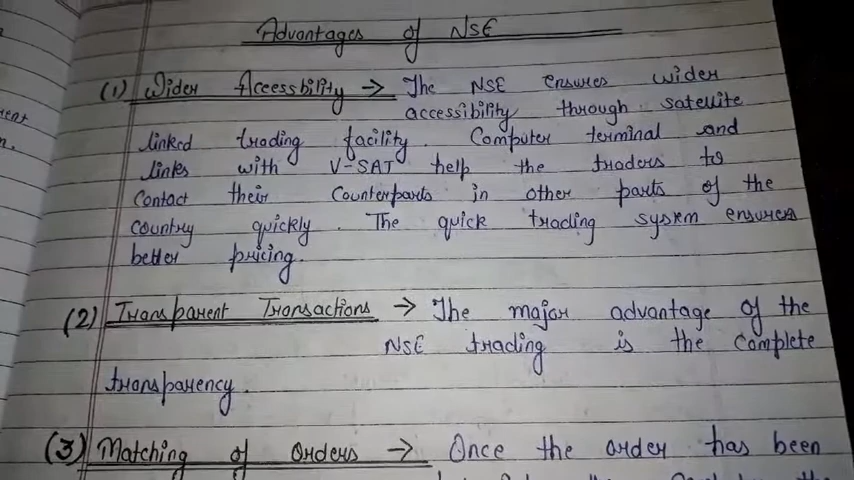 Advantages of NSE
(1) Wider Accessbility → The NSE ensures wider
accessibility through satellite
linked trading facility. Computer terminal and
links with V-SAT help the traders to
contact their Counterparts in other parts of the
country quickly. The quick trading system ensures
better pricing.
(2) Transparent Transactions → The major advantage of the
NSE trading is the complete
transparency.
(3) Matching of Orders → Once the order has been